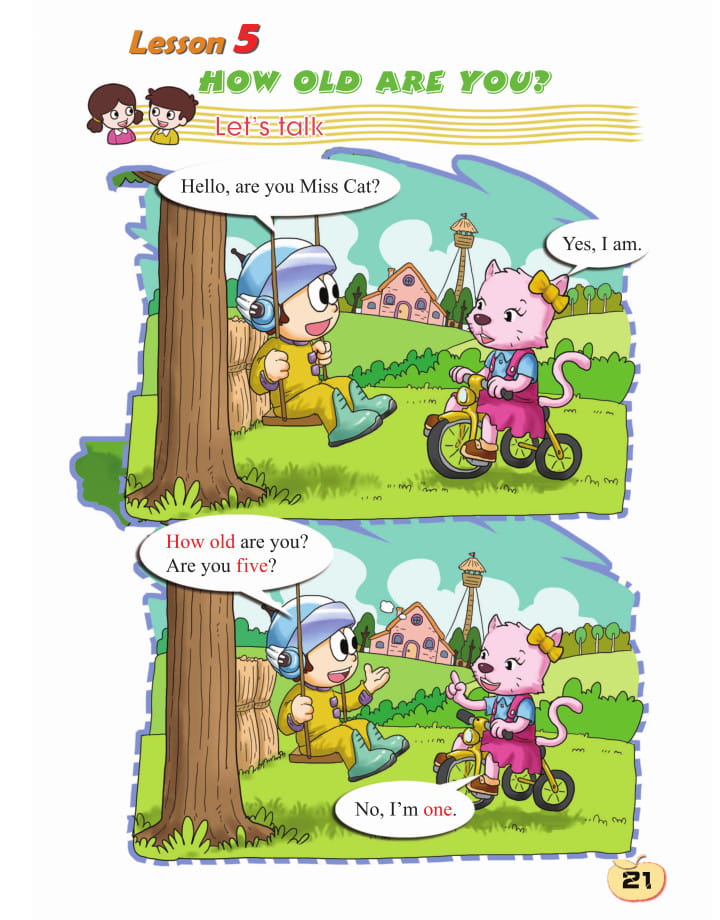 Lesson 5
HOW OLD ARE YOU?
Let's talk
Hello, are you Miss Cat?
Yes, I am.
How old are you?
Are you five?
No, I'm one.
21